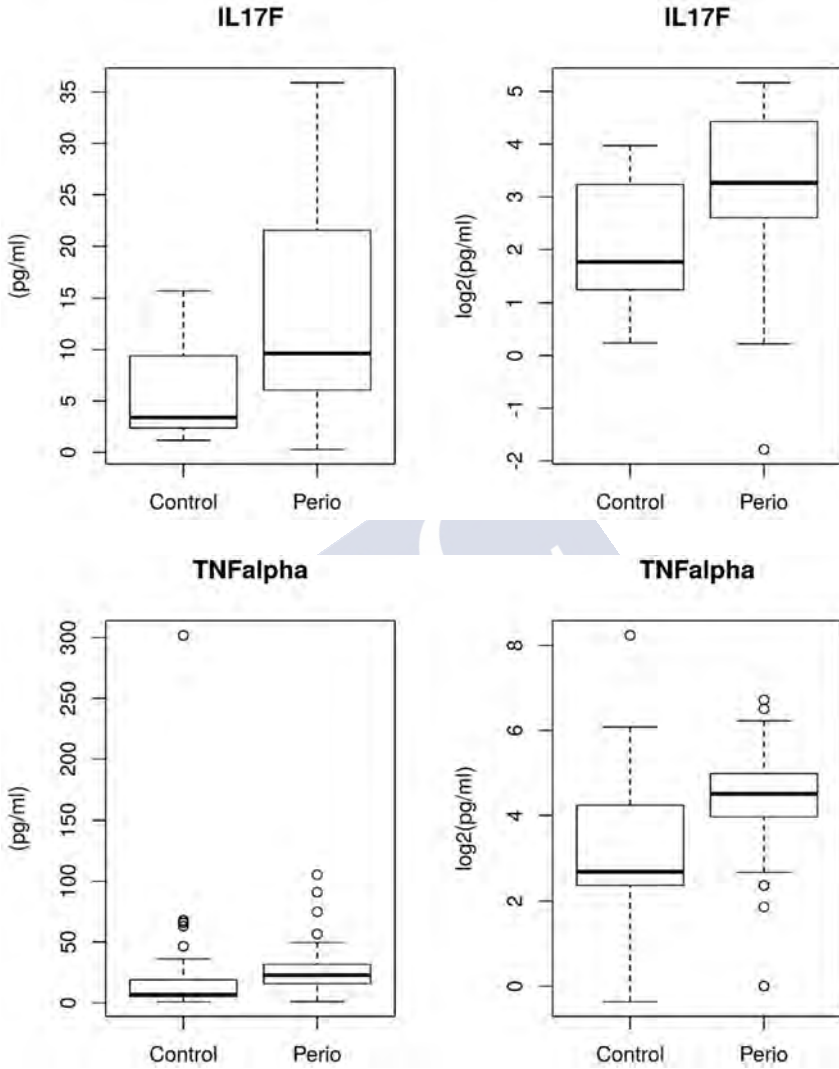 IL17F
(pg/ml)
0 5 10 15 20 25 30 35
Control Perio
IL17F
log2(pg/ml)
-2 -1 0 1 2 3 4 5
Control Perio
TNFalpha
(pg/ml)
0 50 100 150 200 250 300
Control Perio
TNFalpha
log2(pg/ml)
0 2 4 6 8
Control Perio